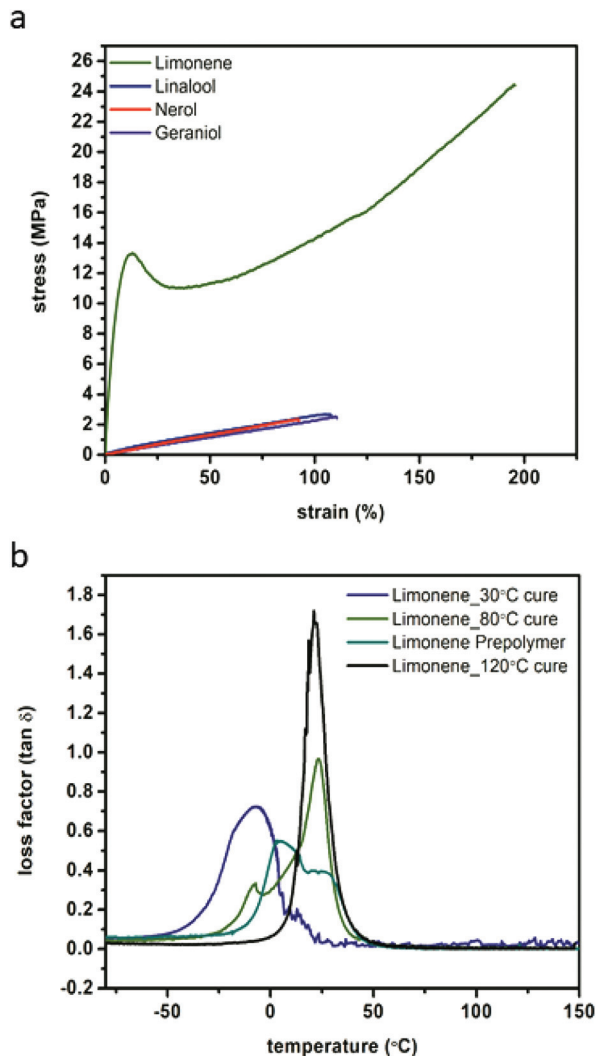 a
Limonene
Linalool
Nerol
Geraniol
26
24
22
20
18
16
14
12
10
8
6
4
2
0
stress (MPa)
0 50 100 150 200
strain (%)
b
Limonene_30°C cure
Limonene_80°C cure
Limonene Prepolymer
Limonene_120°C cure
1.8
1.6
1.4
1.2
1.0
0.8
0.6
0.4
0.2
0.0
-0.2
loss factor (tan δ)
-50 0 50 100 150
temperature (°C)